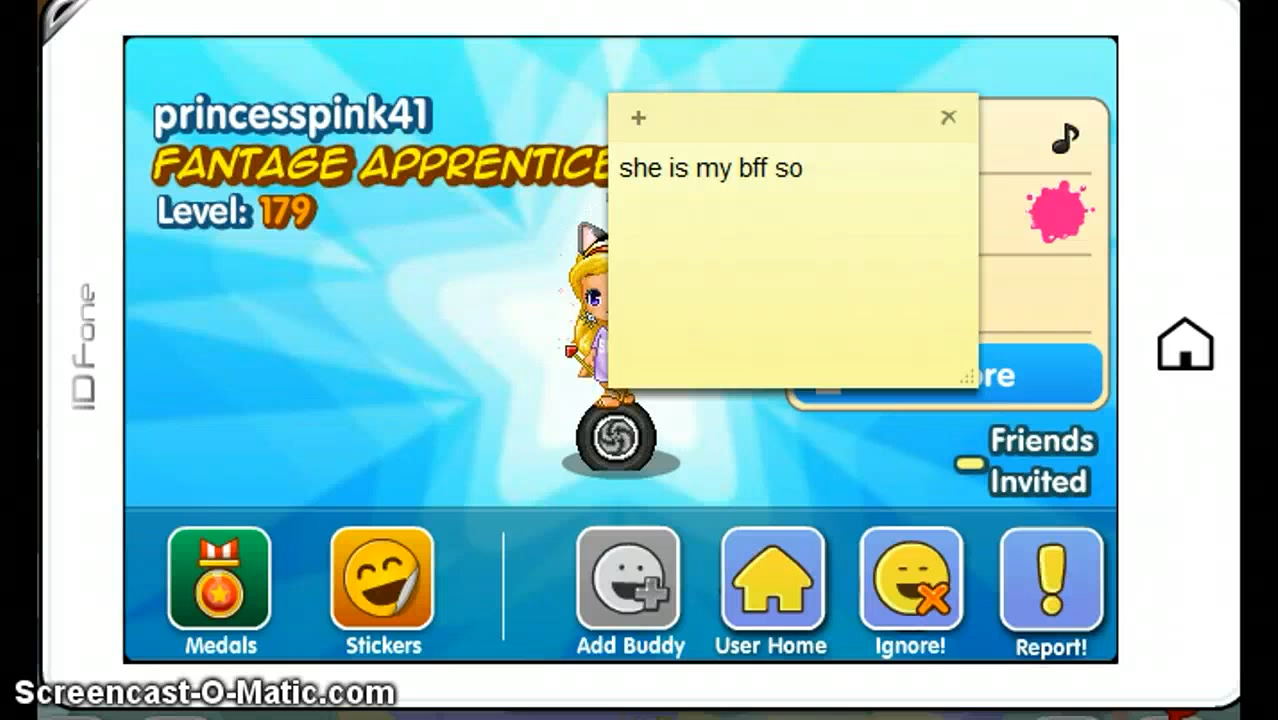 princesspink41
FANTAGE APPRENTICE
Level: 179
+ ×
she is my bff so
re
Friends
Invited
IDFone
Medals
Stickers
Add Buddy
User Home
Ignore!
Report!
Screencast-O-Matic.com